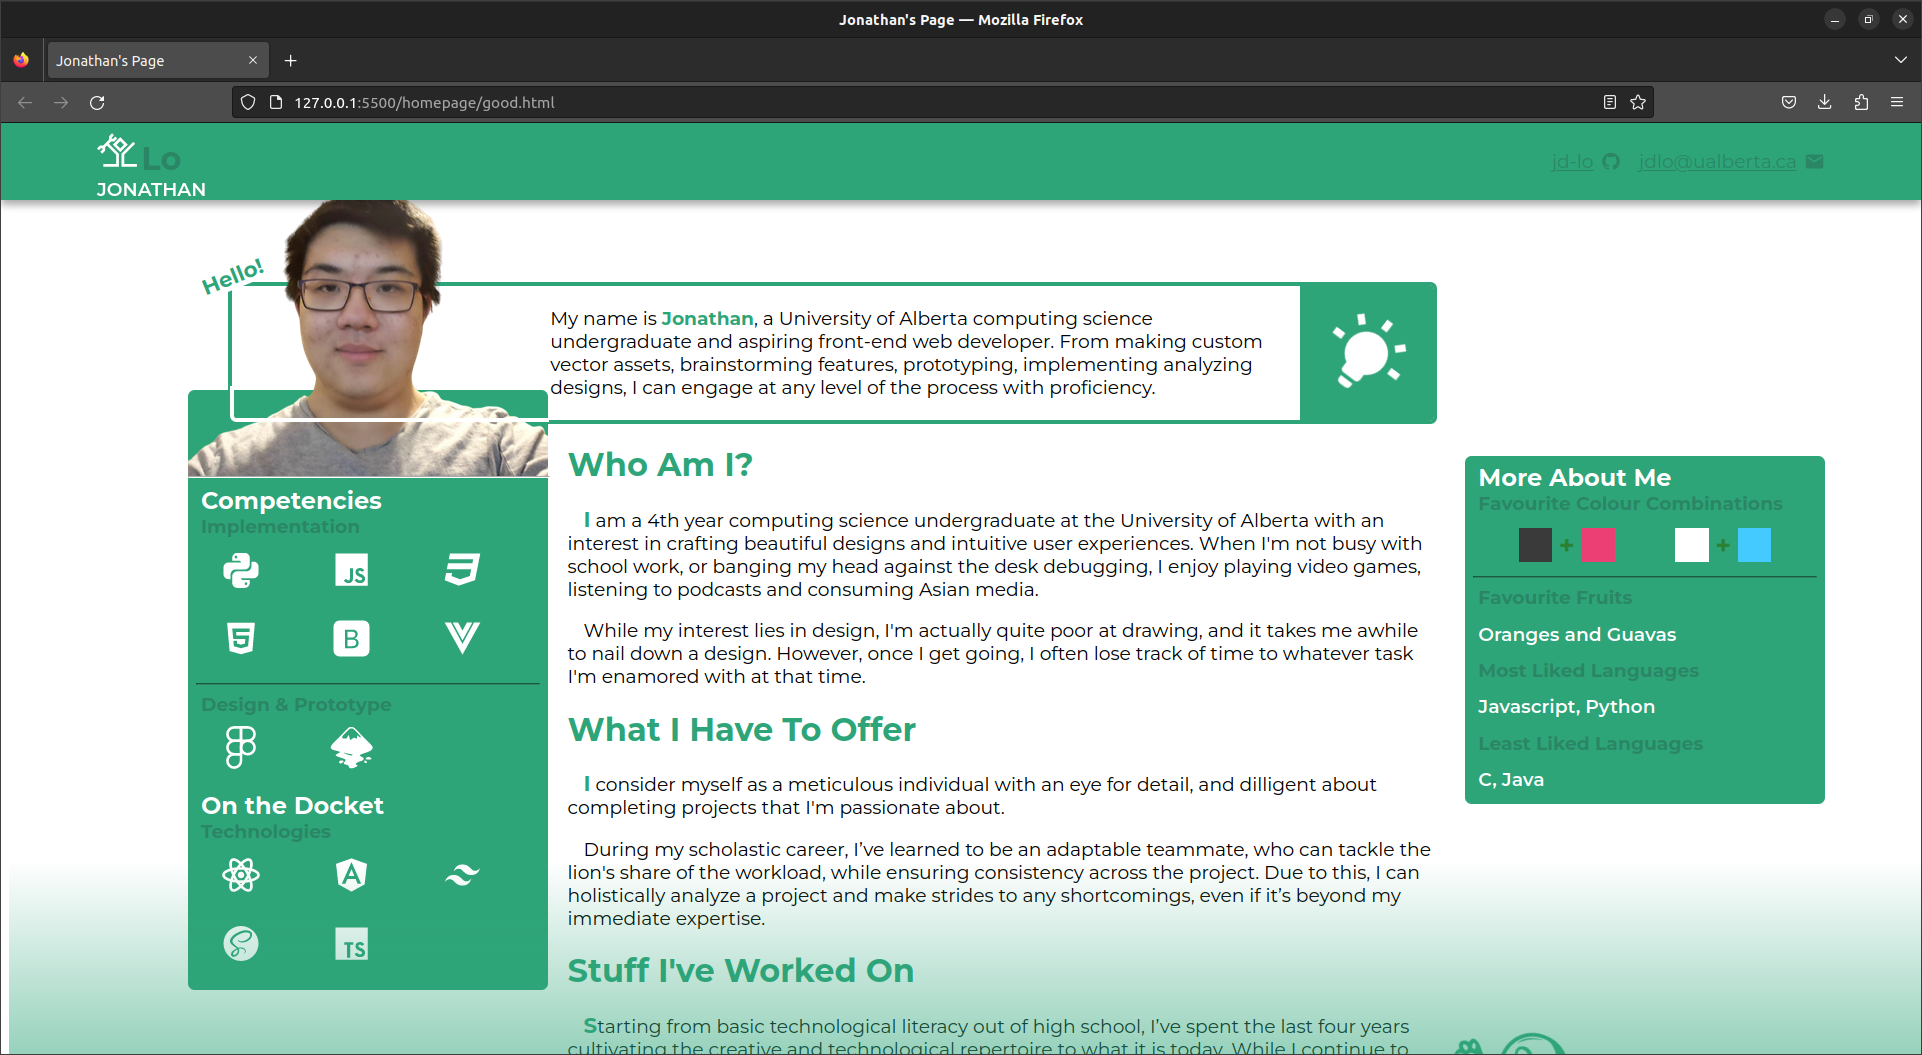 Jonathan's Page — Mozilla Firefox
Jonathan's Page
127.0.0.1:5500/homepage/good.html
Lo
JONATHAN
jd-lo
jdlo@ualberta.ca
Hello!
My name is Jonathan, a University of Alberta computing science
undergraduate and aspiring front-end web developer. From making custom
vector assets, brainstorming features, prototyping, implementing analyzing
designs, I can engage at any level of the process with proficiency.
Competencies
Implementation
JS
5
B
Design & Prototype
On the Docket
Technologies
A
TS
Who Am I?
I am a 4th year computing science undergraduate at the University of Alberta with an
interest in crafting beautiful designs and intuitive user experiences. When I'm not busy with
school work, or banging my head against the desk debugging, I enjoy playing video games,
listening to podcasts and consuming Asian media.
While my interest lies in design, I'm actually quite poor at drawing, and it takes me awhile
to nail down a design. However, once I get going, I often lose track of time to whatever task
I'm enamored with at that time.
What I Have To Offer
I consider myself as a meticulous individual with an eye for detail, and dilligent about
completing projects that I'm passionate about.
During my scholastic career, I’ve learned to be an adaptable teammate, who can tackle the
lion's share of the workload, while ensuring consistency across the project. Due to this, I can
holistically analyze a project and make strides to any shortcomings, even if it’s beyond my
immediate expertise.
Stuff I've Worked On
Starting from basic technological literacy out of high school, I’ve spent the last four years
cultivating the creative and technological repertoire to what it is today. While I continue to
More About Me
Favourite Colour Combinations
+ +
Favourite Fruits
Oranges and Guavas
Most Liked Languages
Javascript, Python
Least Liked Languages
C, Java